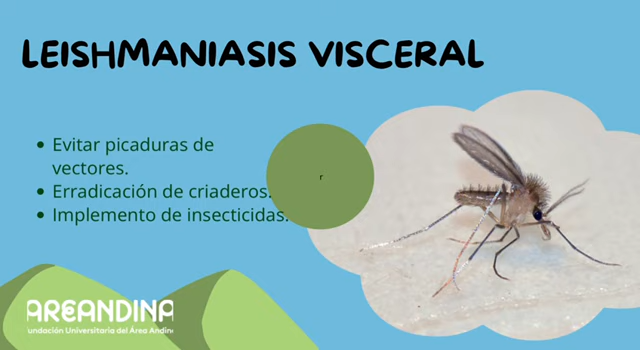 LEISHMANIASIS VISCERAL
Evitar picaduras de
vectores.
Erradicación de criaderos.
Implemento de insecticidas.
r
AREANDINA
undación Universitaria del Área Andin